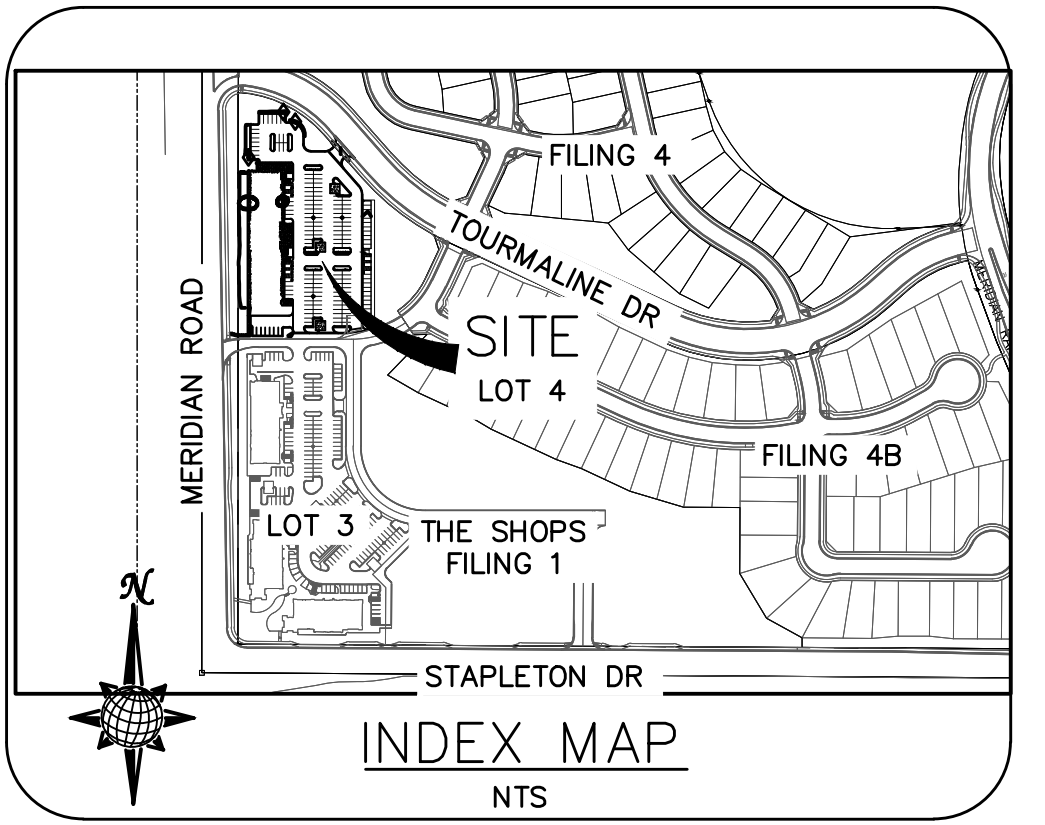 FILING 4
TOURMALINE DR
MERIDIAN
MERIDIAN ROAD
SITE
LOT 4
FILING 4B
LOT 3
THE SHOPS
FILING 1
N
STAPLETON DR
INDEX MAP
NTS